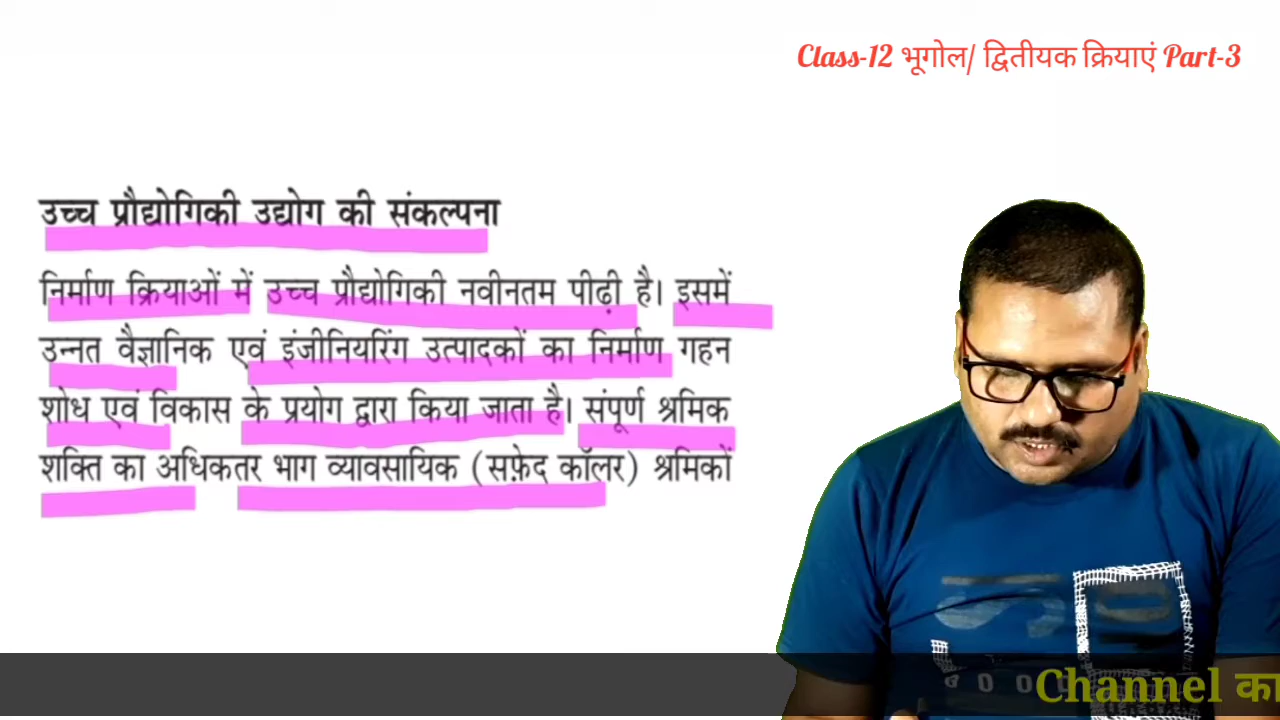 Class-12 भूगोल/ द्वितीयक क्रियाएं Part-3
उच्च प्रौद्योगिकी उद्योग की संकल्पना
निर्माण क्रियाओं में उच्च प्रौद्योगिकी नवीनतम पीढ़ी है। इसमें
उन्नत वैज्ञानिक एवं इंजीनियरिंग उत्पादकों का निर्माण गहन
शोध एवं विकास के प्रयोग द्वारा किया जाता है। संपूर्ण श्रमिक
शक्ति का अधिकतर भाग व्यावसायिक (सफ़ेद कॉलर) श्रमिकों
Channel का